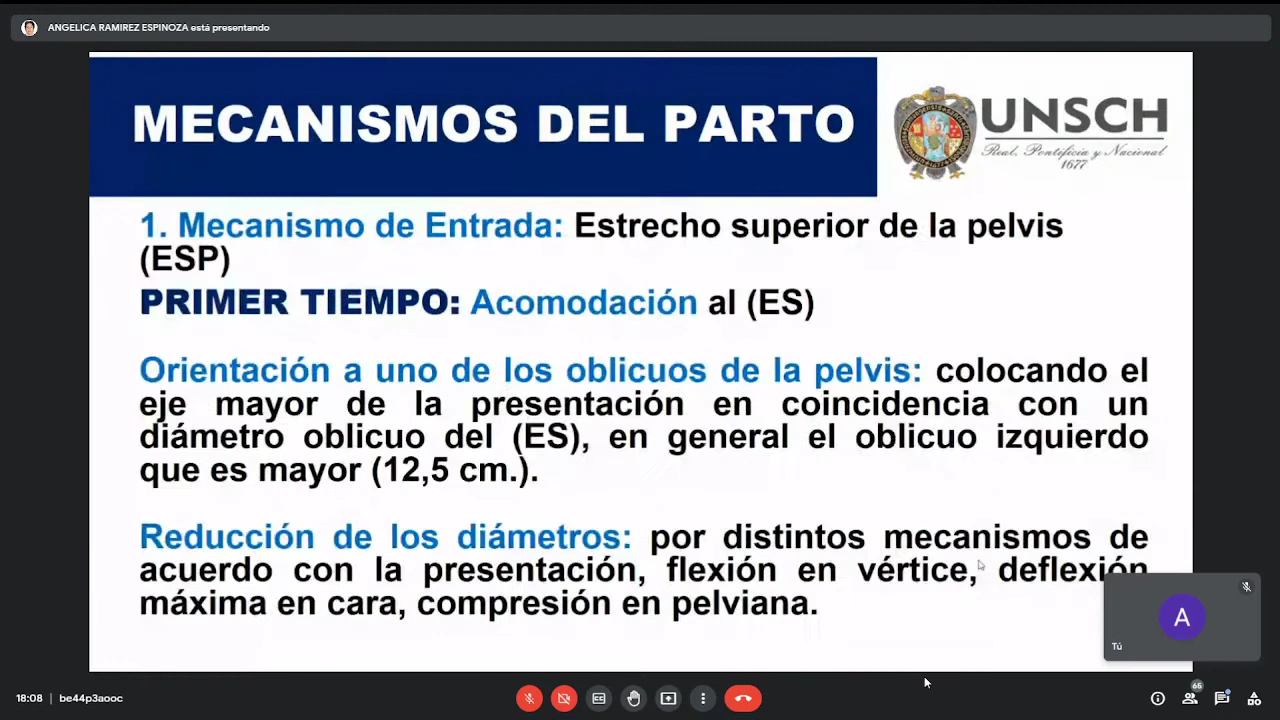 ANGELICA RAMIREZ ESPINOZA está presentando
MECANISMOS DEL PARTO
UNSCH
Real, Pontificia y Nacional
1677
1. Mecanismo de Entrada: Estrecho superior de la pelvis
(ESP)
PRIMER TIEMPO: Acomodación al (ES)
Orientación a uno de los oblicuos de la pelvis: colocando el
eje mayor de la presentación en coincidencia con un
diámetro oblicuo del (ES), en general el oblicuo izquierdo
que es mayor (12,5 cm.).
Reducción de los diámetros: por distintos mecanismos de
acuerdo con la presentación, flexión en vértice, deflexión
máxima en cara, compresión en pelviana.
A
Tú
18:08 | be44p3aooc
65